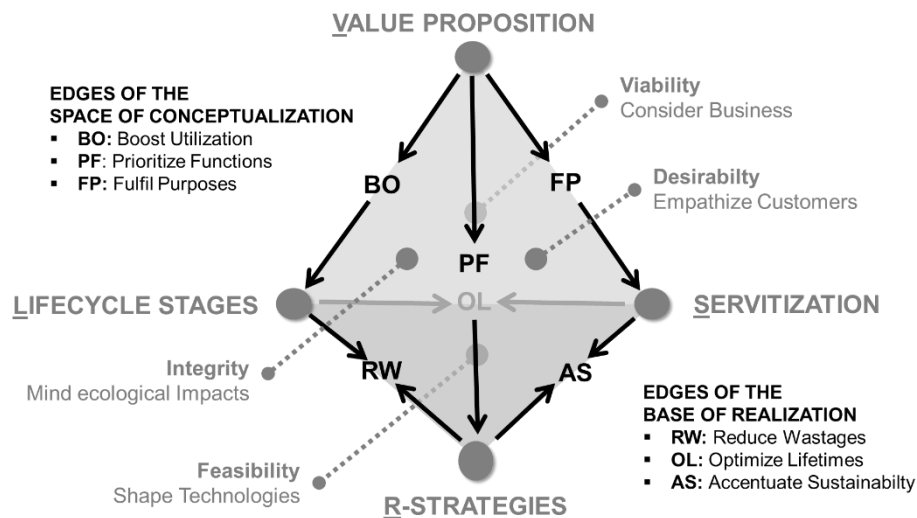 VALUE PROPOSITION
EDGES OF THE
SPACE OF CONCEPTUALIZATION
▪ BO: Boost Utilization
▪ PF: Prioritize Functions
▪ FP: Fulfil Purposes
Viability
Consider Business
Desirabilty
Empathize Customers
BO
FP
PF
OL
LIFECYCLE STAGES
SERVITIZATION
Integrity
Mind ecological Impacts
RW
AS
EDGES OF THE
BASE OF REALIZATION
▪ RW: Reduce Wastages
▪ OL: Optimize Lifetimes
▪ AS: Accentuate Sustainabilty
Feasibility
Shape Technologies
R-STRATEGIES